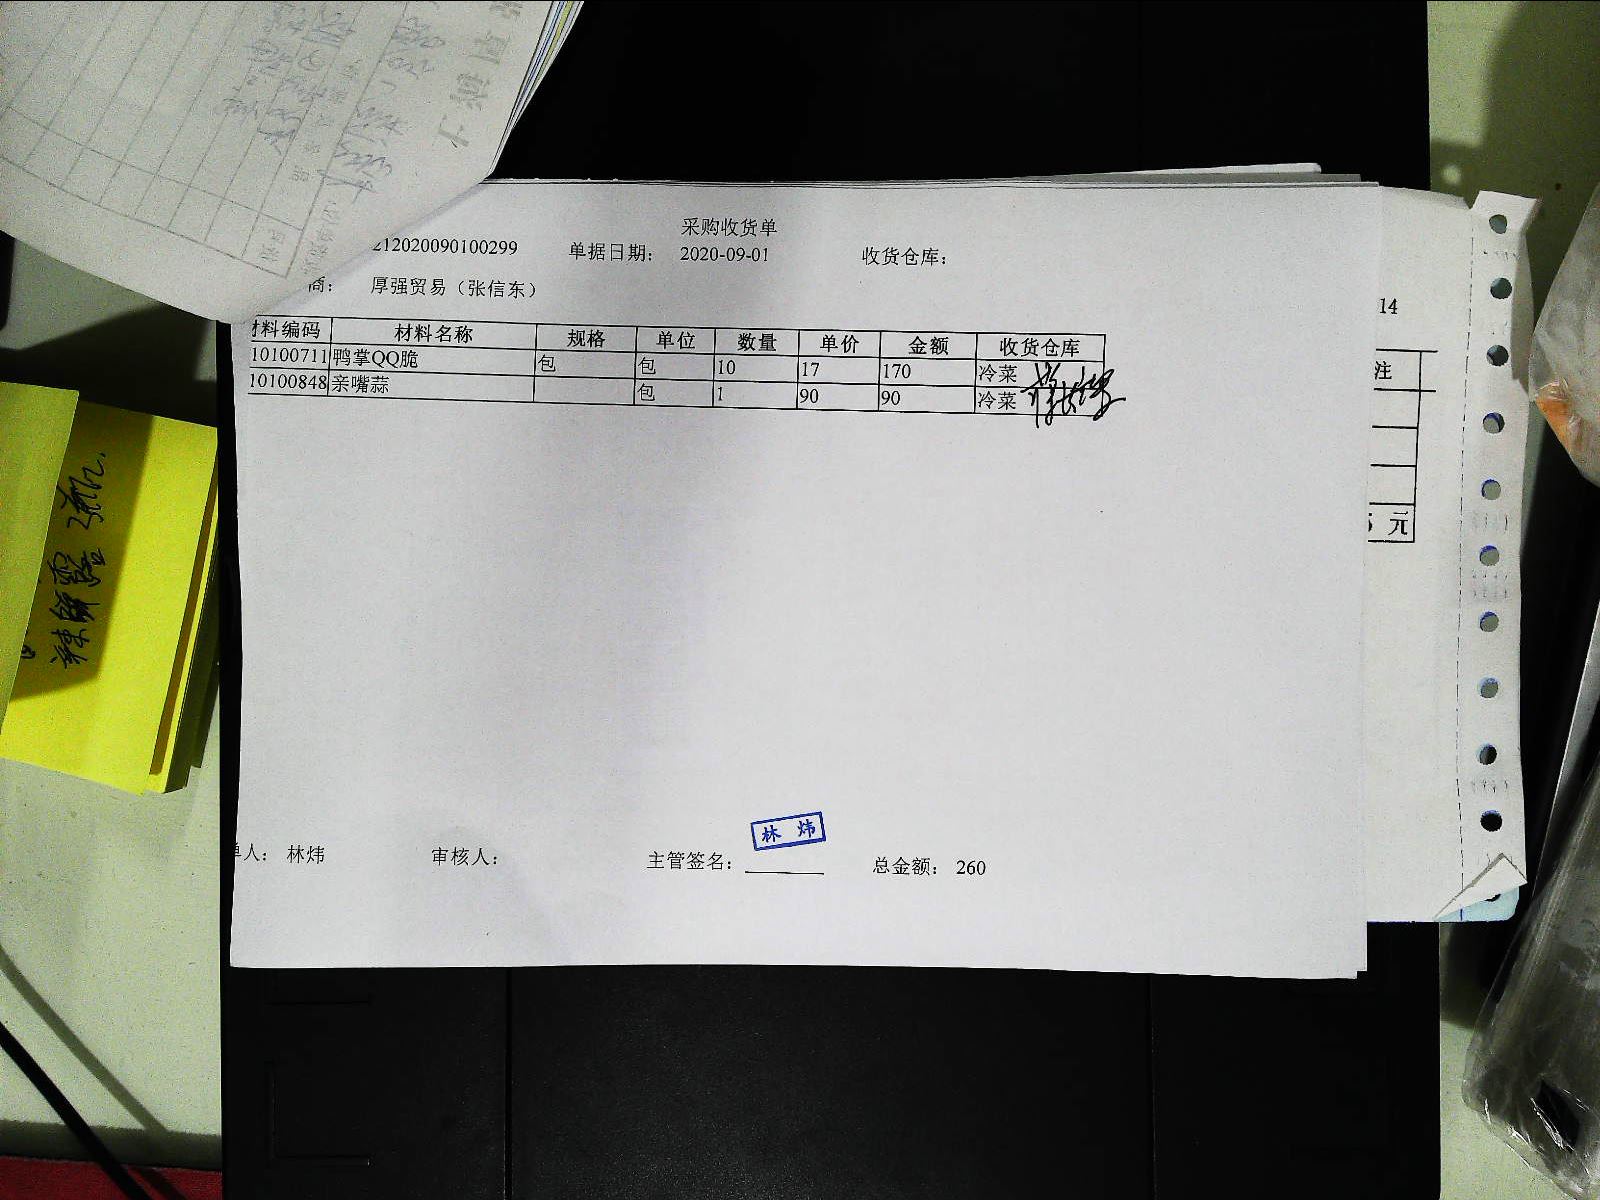 采购收货单
212020090100299 单据日期： 2020-09-01 收货仓库：
商： 厚强贸易（张信东）
材料编码 材料名称 规格 单位 数量 单价 金额 收货仓库
10100711 鸭掌QQ脆 包 包 10 17 170 冷菜
10100848 亲嘴蒜 包 1 90 90 冷菜
林炜
单人： 林炜 审核人： 主管签名： 总金额： 260
14
注
元